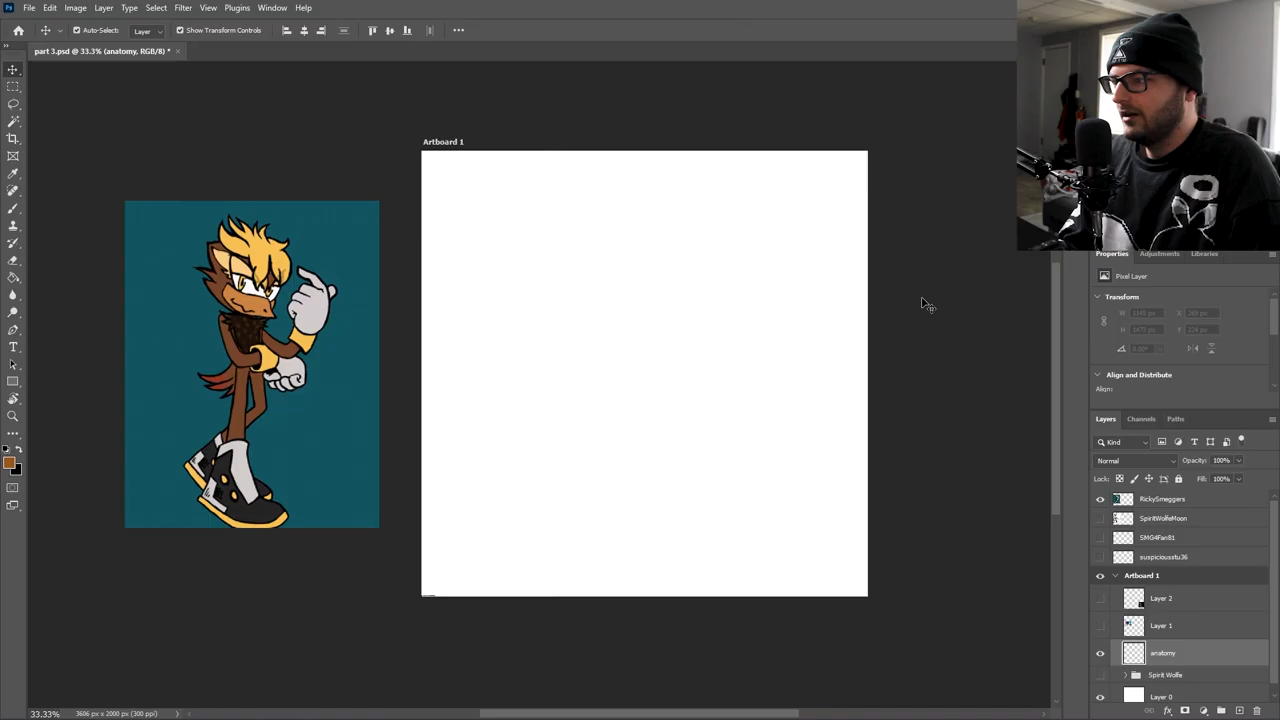 Ps File Edit Image Layer Type Select Filter View Plugins Window Help
Auto-Select: Layer Show Transform Controls
part 3.psd @ 33.3% (anatomy, RGB/8) *
Artboard 1
Properties Adjustments Libraries
Pixel Layer
Transform
W X
H Y
0.00°
Align and Distribute
Align:
Layers Channels Paths
Kind
Normal Opacity: 100%
Lock: Fill: 100%
RickySmeggers
SpiritWolfeMoon
SMG4Fan81
suspiciousstu36
Artboard 1
Layer 2
Layer 1
anatomy
Spirit Wolfe
Layer 0
33.33% 3606 px x 2000 px (300 ppi)